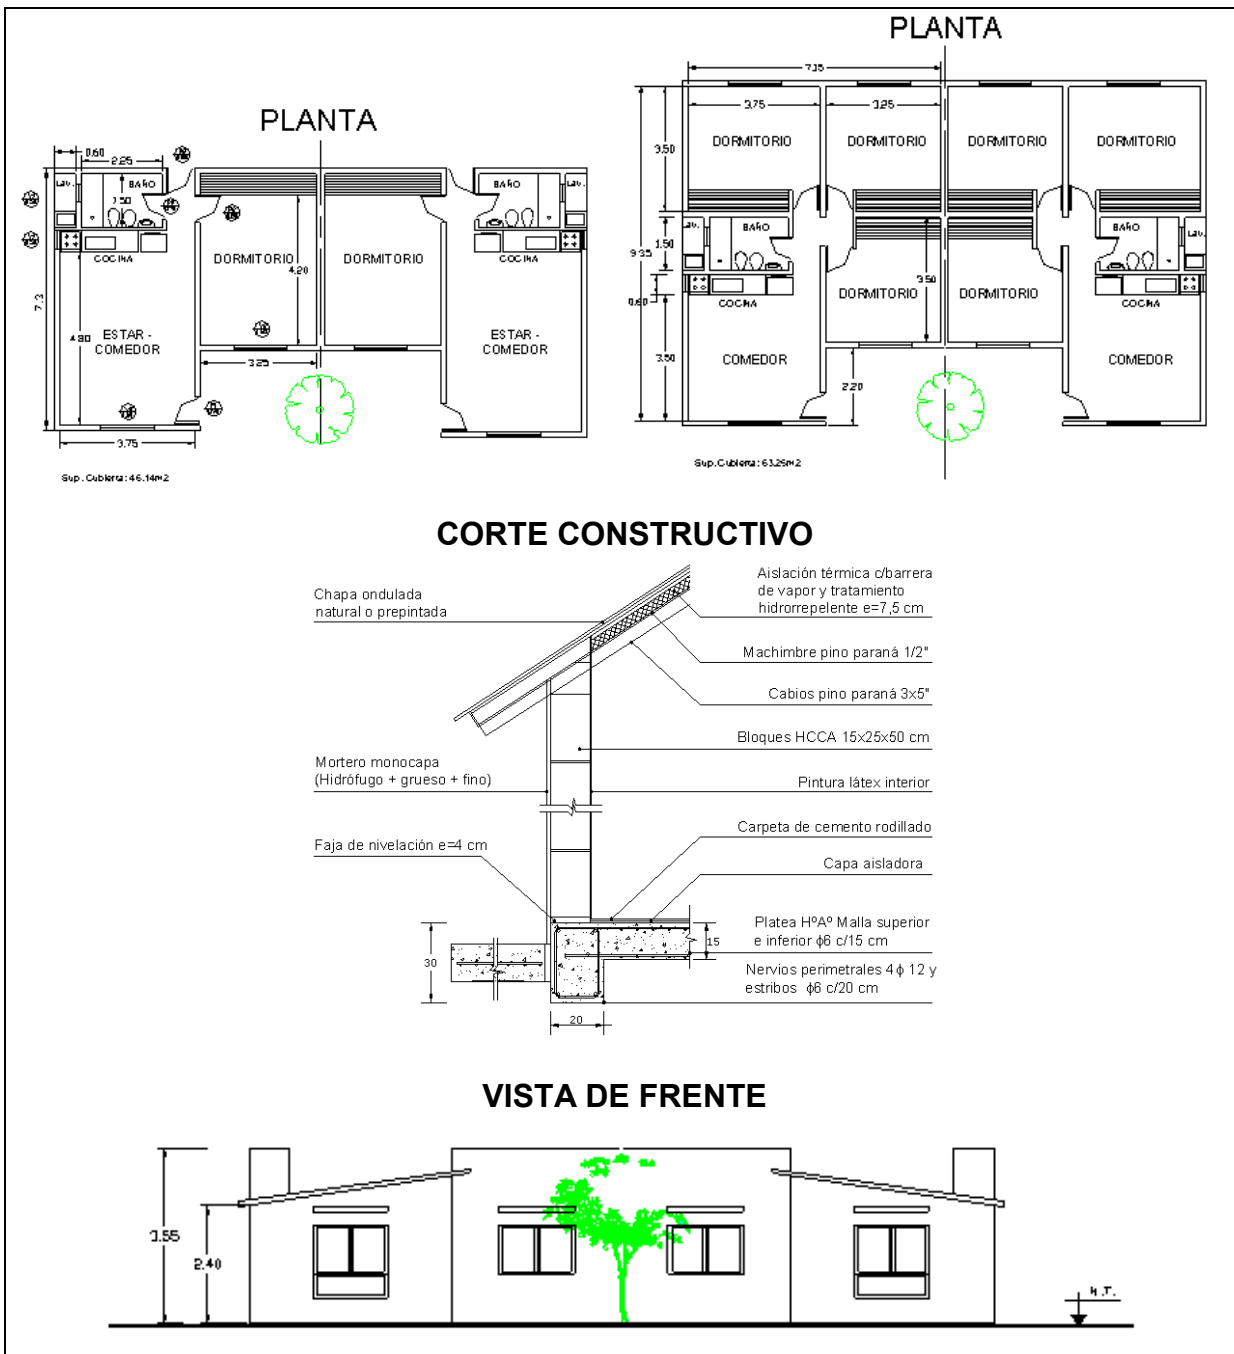 PLANTA
0.60
2.25
Lav.
BAÑO
1.50
COCINA
DORMITORIO
DORMITORIO
4.20
BAÑO
COCINA
7.13
4.80
ESTAR -
COMEDOR
ESTAR -
COMEDOR
3.25
3.75
Sup. Cubierta: 46.14m2
PLANTA
7.15
3.75
3.25
DORMITORIO
DORMITORIO
DORMITORIO
DORMITORIO
3.50
Lav.
BAÑO
BAÑO
Lav.
1.50
9.35
3.50
0.60
COCINA
DORMITORIO
DORMITORIO
COCINA
3.50
COMEDOR
COMEDOR
2.20
Sup. Cubierta: 63.25m2
CORTE CONSTRUCTIVO
Chapa ondulada
natural o prepintada
Aislación térmica c/barrera
de vapor y tratamiento
hidrorrepelente e=7,5 cm
Machimbre pino paraná 1/2"
Cabios pino paraná 3x5"
Bloques HCCA 15x25x50 cm
Mortero monocapa
(Hidrófugo + grueso + fino)
Pintura látex interior
Carpeta de cemento rodillado
Faja de nivelación e=4 cm
Capa aisladora
Platea HºAº Malla superior
e inferior ϕ6 c/15 cm
15
30
Nervios perimetrales 4 ϕ 12 y
estribos ϕ6 c/20 cm
20
VISTA DE FRENTE
3.55
2.40
N.T.